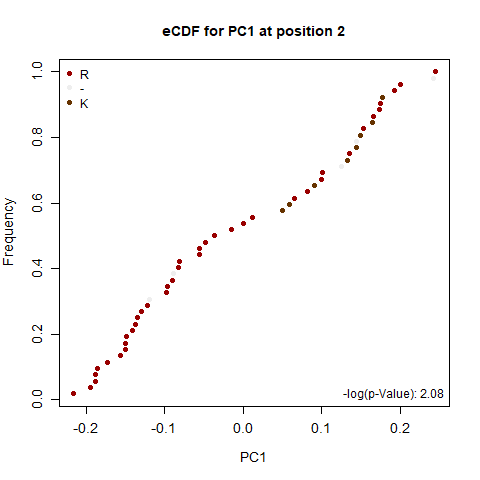 eCDF for PC1 at position 2
R
-
K
Frequency
0.0
0.2
0.4
0.6
0.8
1.0
-0.2
-0.1
0.0
0.1
0.2
PC1
-log(p-Value): 2.08